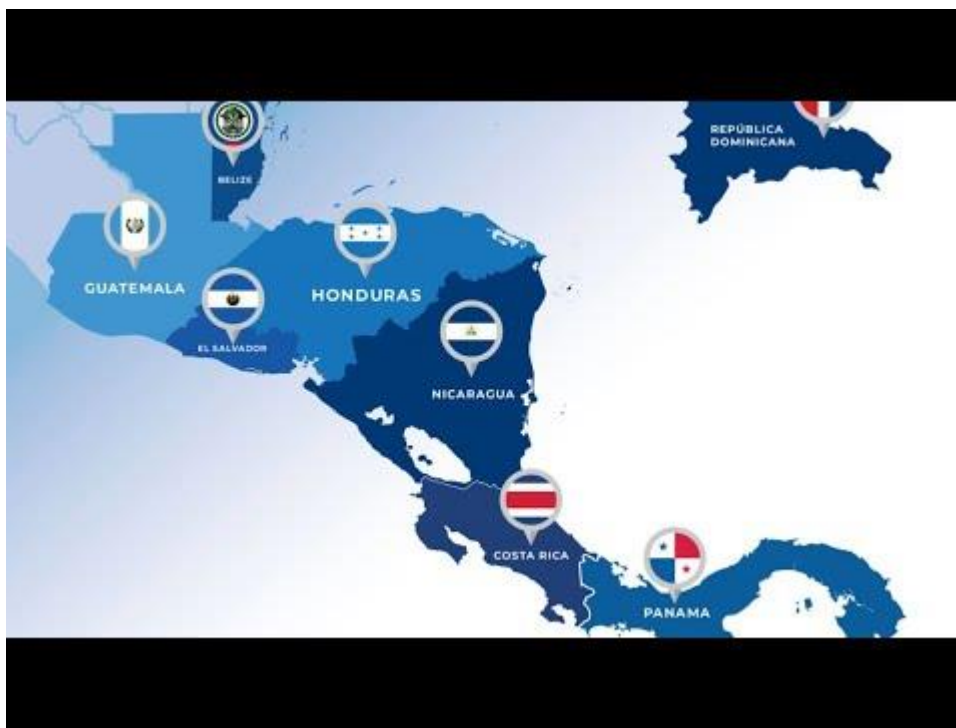 REPÚBLICA
DOMINICANA
BELIZE
GUATEMALA
HONDURAS
EL SALVADOR
NICARAGUA
COSTA RICA
PANAMA